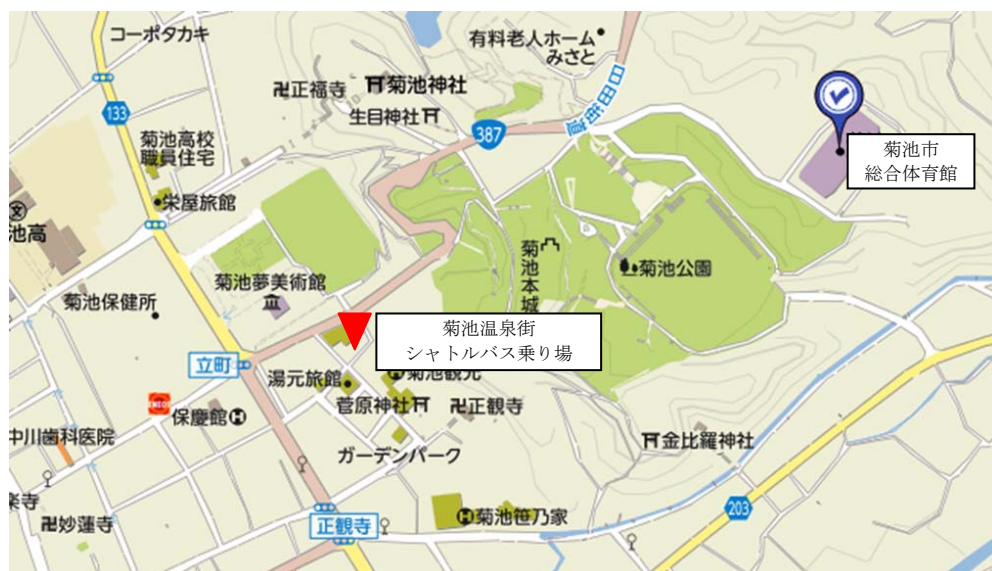 コーポタカキ
有料老人ホーム
みさと
卍正福寺
菊池神社
生目神社
133
387
日田往還
菊池高校
職員住宅
栄屋旅館
池高
菊池市
総合体育館
菊池夢美術館
菊池本城
菊池公園
菊池保健所
菊池温泉街
シャトルバス乗り場
立町
湯元旅館
菊池観光
保慶館
菅原神社
卍正観寺
中川歯科医院
ガーデンパーク
金比羅神社
楽寺
卍妙蓮寺
正観寺
菊池笹乃家
203